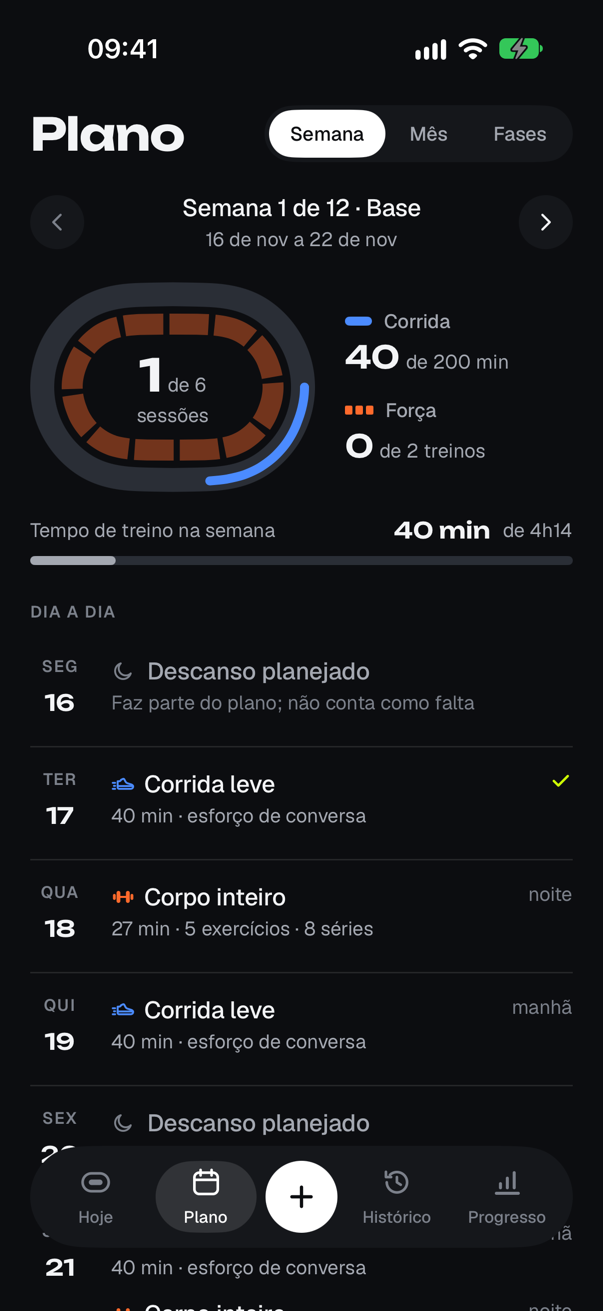 09:41
Plano
Semana
Mês
Fases
Semana 1 de 12 · Base
16 de nov a 22 de nov
1 de 6
sessões
Corrida
40 de 200 min
Força
0 de 2 treinos
Tempo de treino na semana
40 min de 4h14
DIA A DIA
SEG
16
Descanso planejado
Faz parte do plano; não conta como falta
TER
17
Corrida leve
40 min · esforço de conversa
QUA
18
Corpo inteiro
noite
27 min · 5 exercícios · 8 séries
QUI
19
Corrida leve
manhã
40 min · esforço de conversa
SEX
Descanso planejado
Hoje
Plano
Histórico
Progresso
21
40 min · esforço de conversa
Corpo inteiro
noite